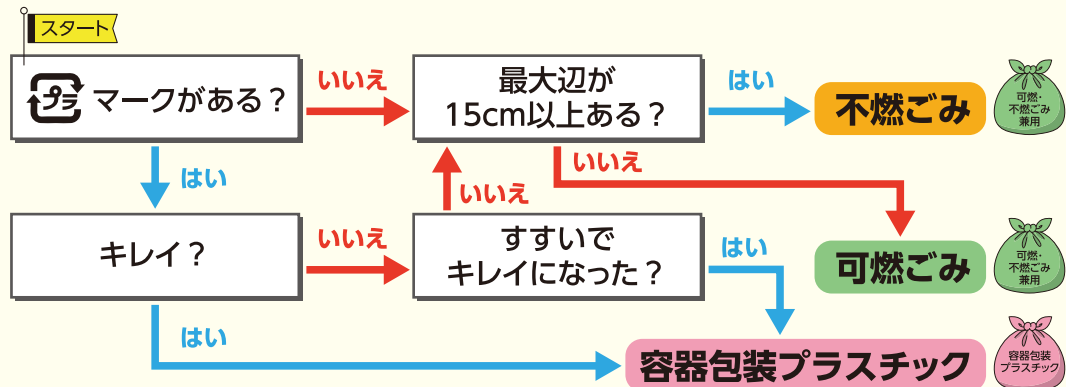 スタート
プラ マークがある？
いいえ
最大辺が
15cm以上ある？
はい
不燃ごみ
可燃・
不燃ごみ
兼用
はい
いいえ
いいえ
キレイ？
いいえ
すすいで
キレイになった？
はい
可燃ごみ
可燃・
不燃ごみ
兼用
はい
容器包装プラスチック
容器包装
プラスチック